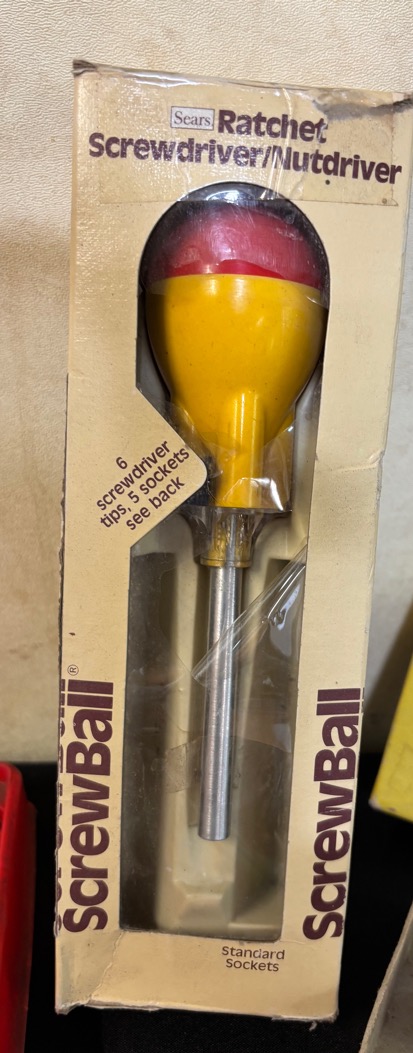 Sears Ratchet
Screwdriver/Nutdriver
6
screwdriver
tips, 5 sockets
see back
ScrewBall®
ScrewBall
Standard
Sockets